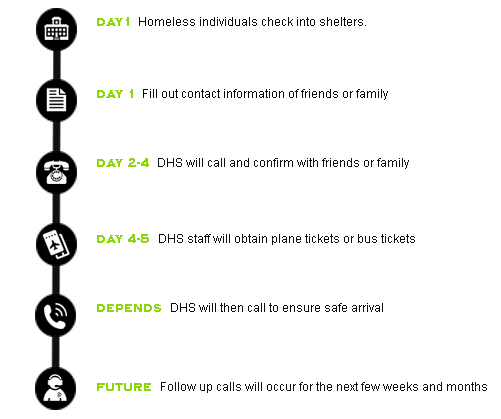 DAY1 Homeless individuals check into shelters.
DAY 1 Fill out contact information of friends or family
DAY 2-4 DHS will call and confirm with friends or family
DAY 4-5 DHS staff will obtain plane tickets or bus tickets
DEPENDS DHS will then call to ensure safe arrival
FUTURE Follow up calls will occur for the next few weeks and months